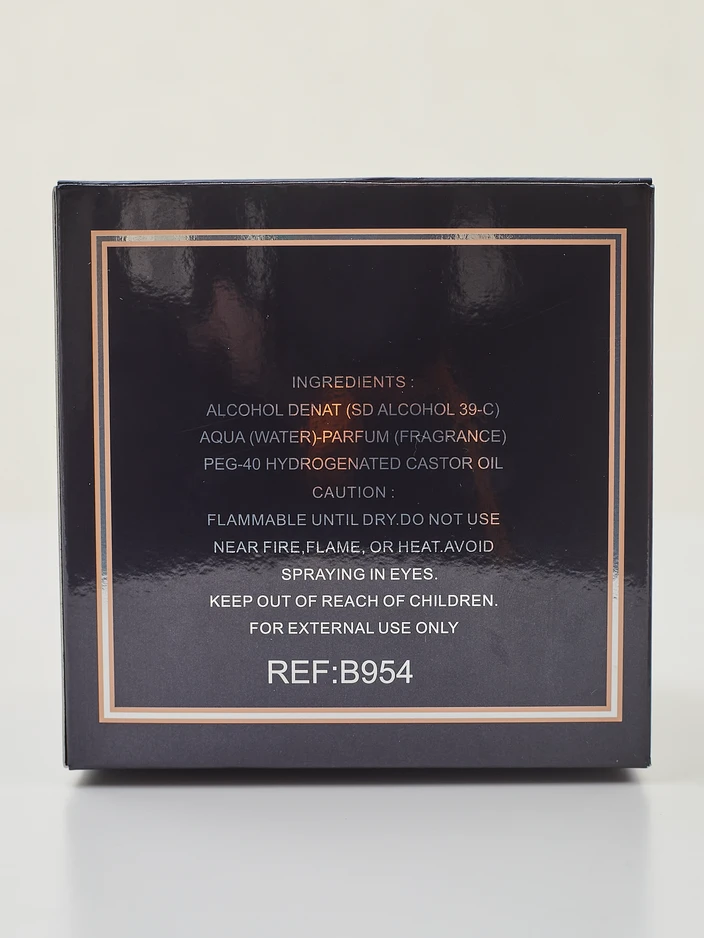 INGREDIENTS :
ALCOHOL DENAT (SD ALCOHOL 39-C)
AQUA (WATER)-PARFUM (FRAGRANCE)
PEG-40 HYDROGENATED CASTOR OIL
CAUTION :
FLAMMABLE UNTIL DRY.DO NOT USE
NEAR FIRE,FLAME, OR HEAT.AVOID
SPRAYING IN EYES.
KEEP OUT OF REACH OF CHILDREN.
FOR EXTERNAL USE ONLY
REF:B954